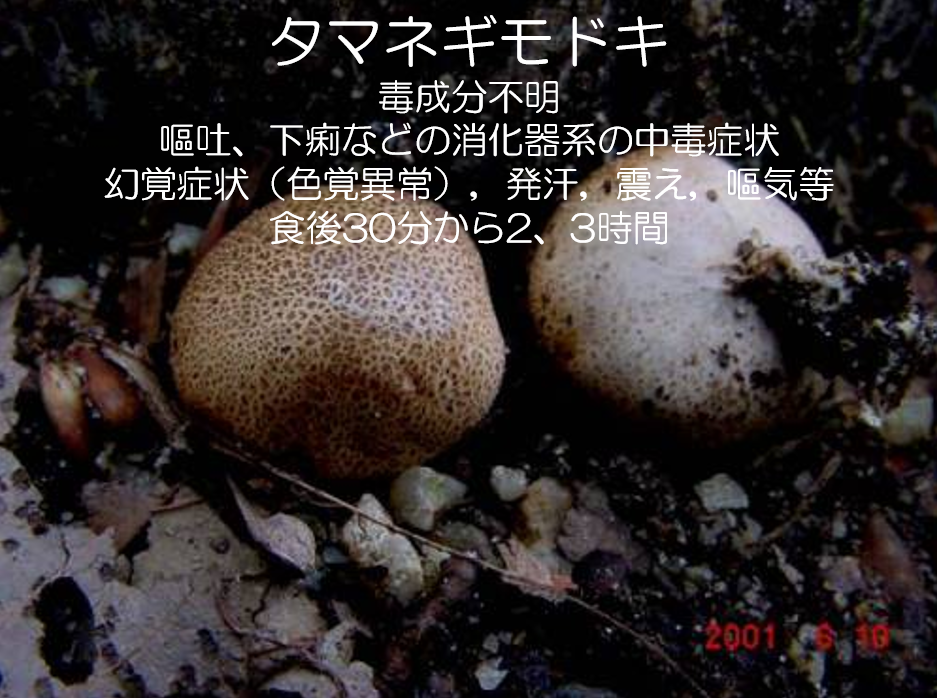 タマネギモドキ
毒成分不明
嘔吐、下痢などの消化器系の中毒症状
幻覚症状（色覚異常），発汗，震え，嘔気等
食後30分から2、3時間
2001 6 10